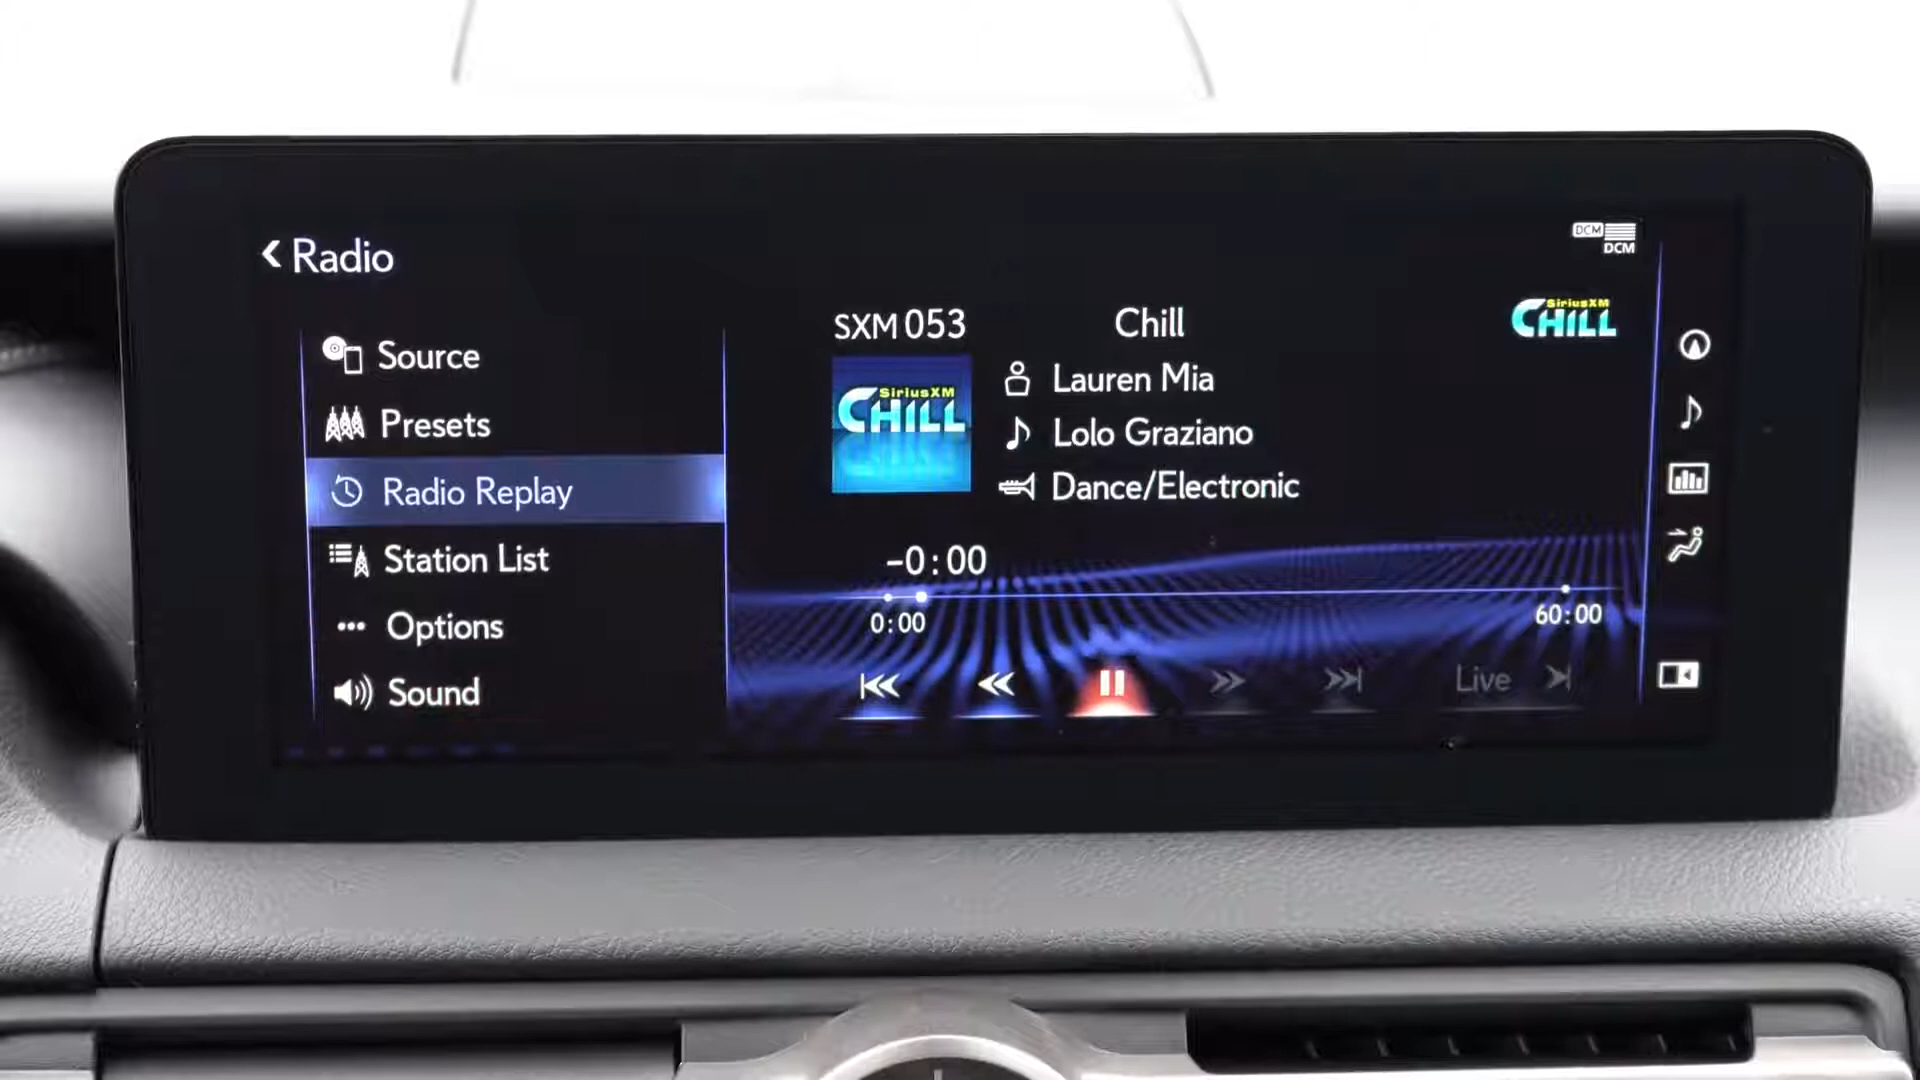 Radio
DCM
DCM
Source
Presets
Radio Replay
Station List
Options
Sound
SXM 053
Chill
SiriusXM
CHILL
SiriusXM
CHILL
Lauren Mia
Lolo Graziano
Dance/Electronic
-0:00
0:00
60:00
Live